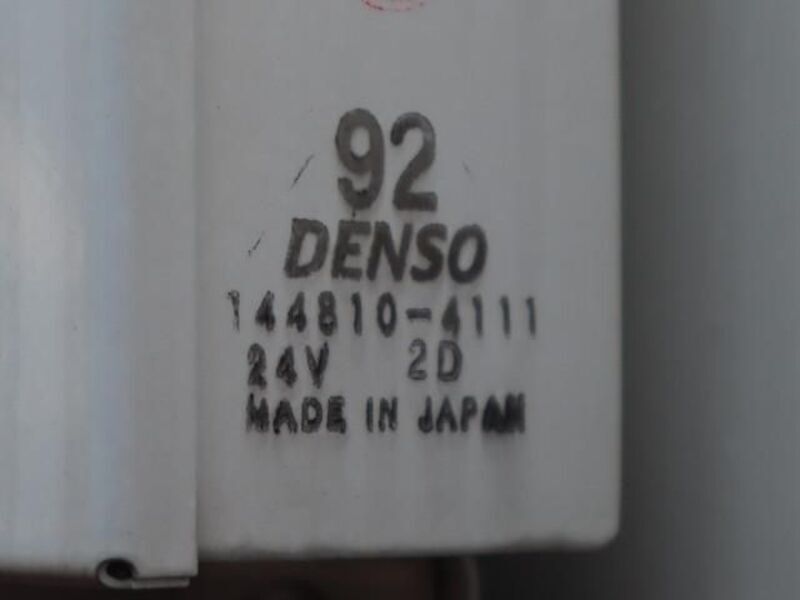 92
DENSO
144810-4111
24V 2D
MADE IN JAPAN